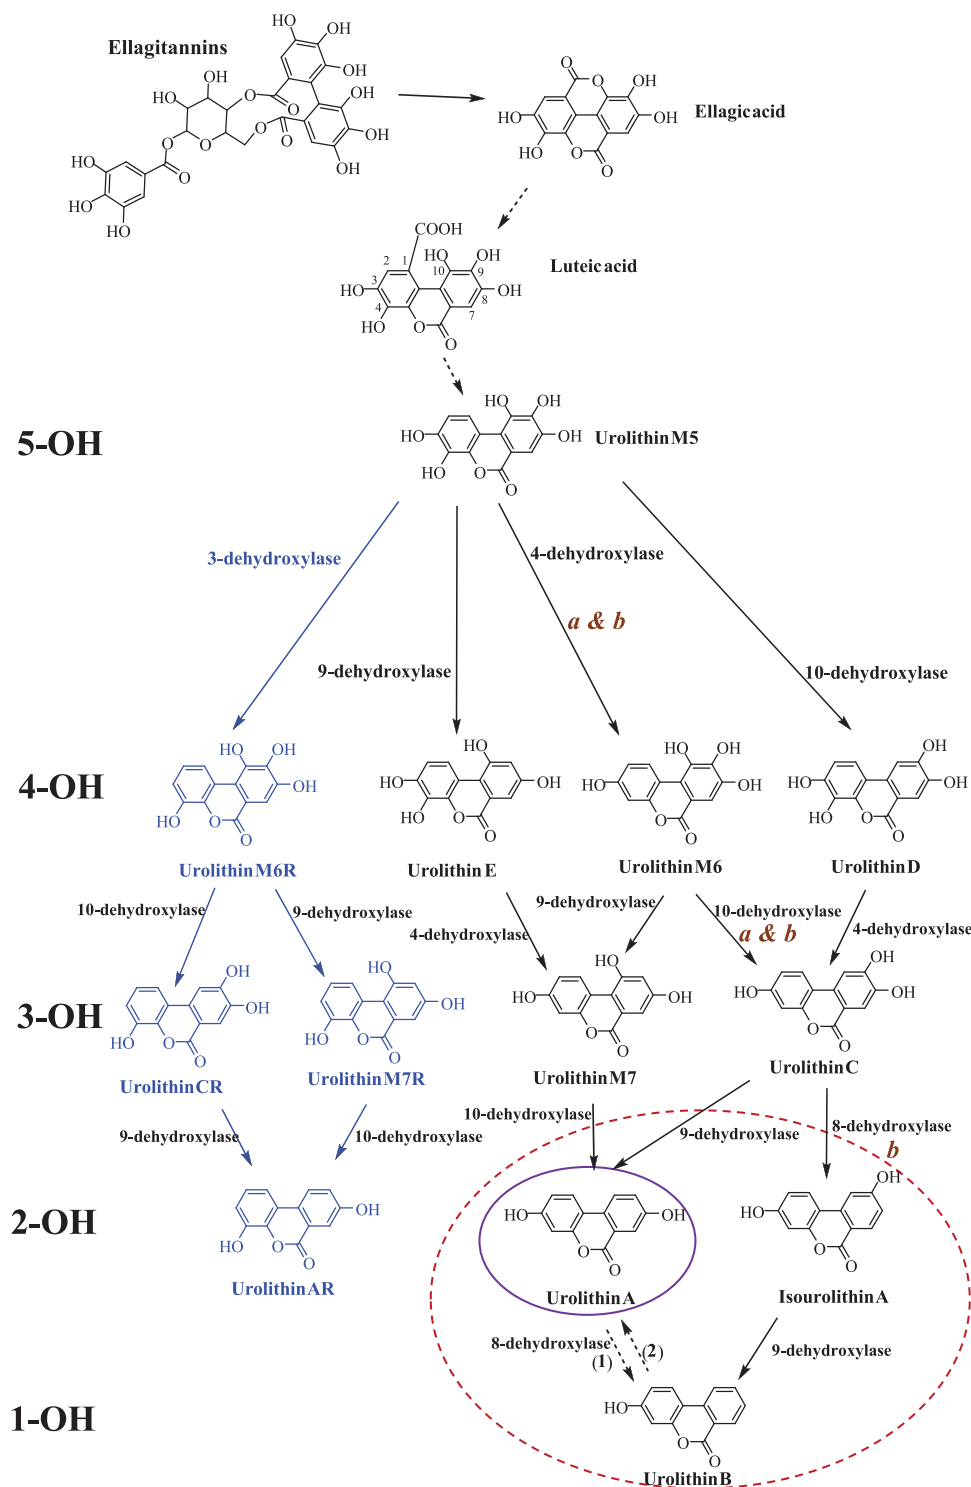 Ellagitannins
HO
OH
OH
OH
HO
HO
O
O
O
O
O
O
O
O
OH
OH
OH
HO
HO
HO
O
O
OH
OH
HO
HO
O
O
Ellagic acid
COOH
HO
OH
OH
HO
HO
O
O
1
2
3
4
7
8
9
10
Luteic acid
5-OH
HO
OH
OH
HO
HO
O
O
Urolithin M5
3-dehydroxylase
9-dehydroxylase
4-dehydroxylase
a & b
10-dehydroxylase
4-OH
HO
OH
OH
HO
O
O
Urolithin M6R
HO
HO
OH
HO
O
O
Urolithin E
HO
OH
HO
OH
O
O
Urolithin M6
OH
HO
OH
HO
O
O
Urolithin D
10-dehydroxylase
9-dehydroxylase
4-dehydroxylase
9-dehydroxylase
10-dehydroxylase
a & b
4-dehydroxylase
3-OH
OH
OH
HO
O
O
Urolithin CR
HO
OH
HO
O
O
Urolithin M7R
HO
HO
OH
O
O
Urolithin M7
OH
HO
OH
O
O
Urolithin C
9-dehydroxylase
10-dehydroxylase
10-dehydroxylase
9-dehydroxylase
8-dehydroxylase
b
2-OH
OH
HO
O
O
Urolithin AR
HO
OH
O
O
Urolithin A
OH
HO
O
O
Isourolithin A
8-dehydroxylase
(1)
(2)
9-dehydroxylase
1-OH
HO
O
O
Urolithin B